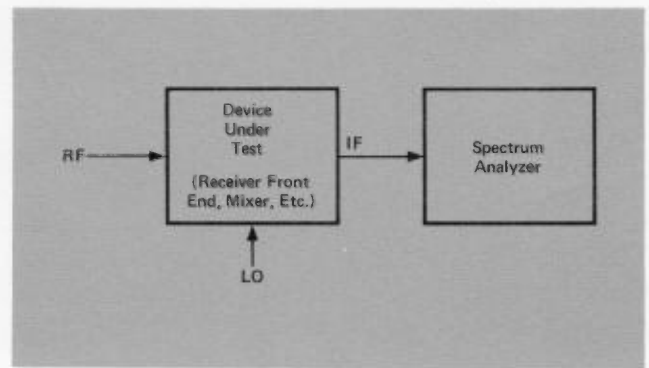 Device
Under
Test
(Receiver Front
End, Mixer, Etc.)
RF
IF
LO
Spectrum
Analyzer